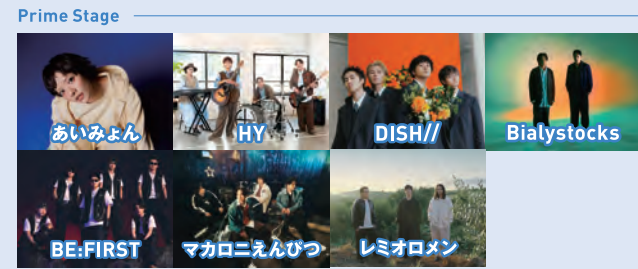 Prime Stage
あいみょん
HY
DISH//
Bialystocks
BE:FIRST
マカロニえんぴつ
レミオロメン